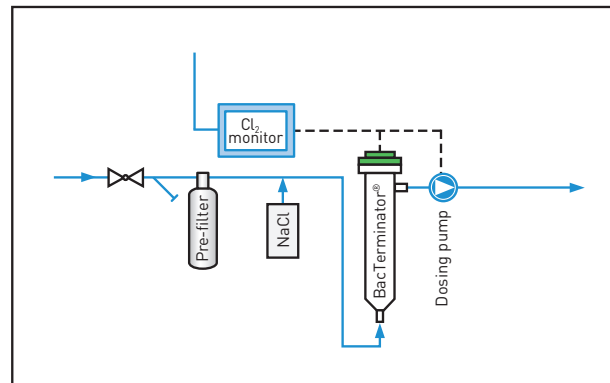 Cl₂
monitor
Pre-filter
NaCl
BacTerminator®
Dosing pump